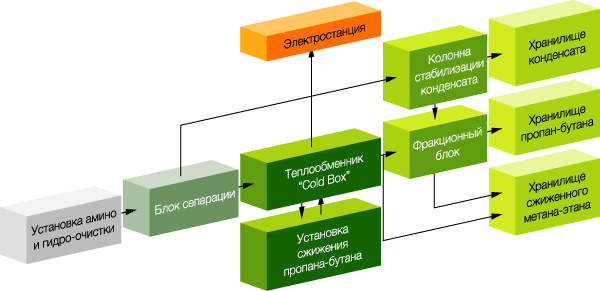 Электростанция
Колонна
стабилизации
конденсата
Хранилище
конденсата
Хранилище
пропан-бутана
Фракционный
блок
Теплообменник
“Cold Box”
Хранилище
сжиженного
метана-этана
Блок сепарации
Установка амино
и гидро-очистки
Установка
сжижения
пропана-бутана